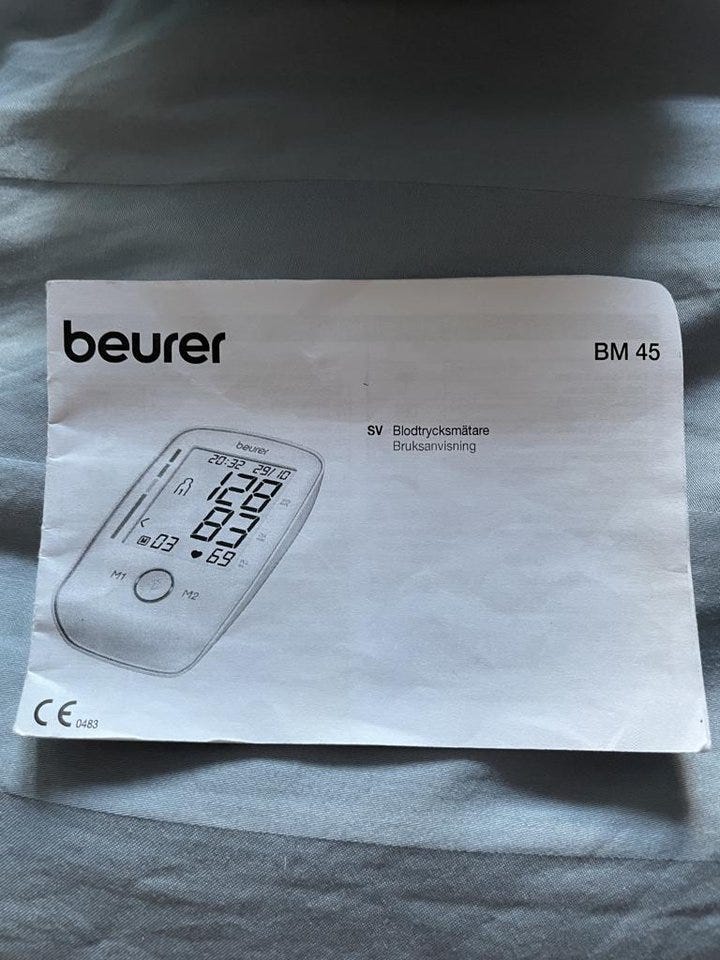 beurer
BM 45
SV Blodtrycksmätare
Bruksanvisning
beurer
20:32 29/10
128
83
M 03 69
M1
M2
CE 0483